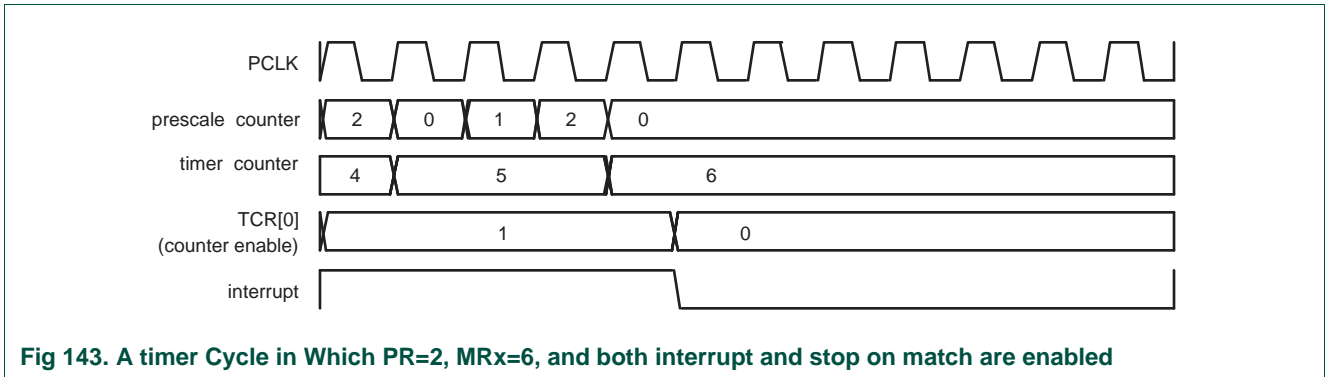 PCLK
prescale counter
2 0 1 2 0
timer counter
4 5 6
TCR[0]
(counter enable)
1 0
interrupt
Fig 143. A timer Cycle in Which PR=2, MRx=6, and both interrupt and stop on match are enabled